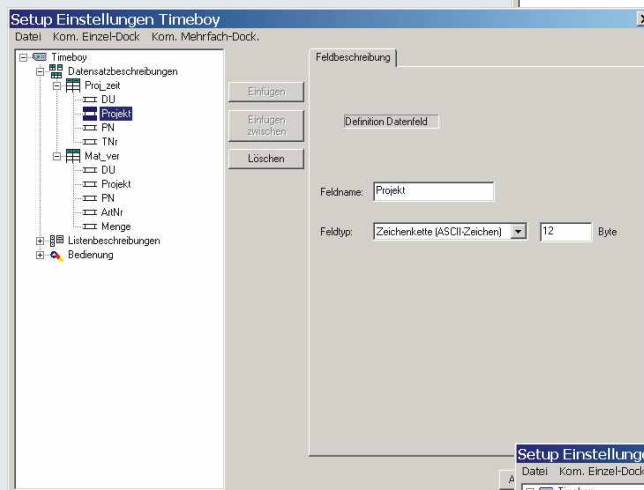 Setup Einstellungen Timeboy
Datei Kom. Einzel-Dock Kom. Mehrfach-Dock.
Timeboy
Datensatzbeschreibungen
Proj_zeit
DU
Projekt
PN
TNr
Mat_ver
DU
Projekt
PN
ArtNr
Menge
Listenbeschreibungen
Bedienung
Einfügen
Einfügen
zwischen
Löschen
Feldbeschreibung
Definition Datenfeld
Feldname: Projekt
Feldtyp: Zeichenkette (ASCII-Zeichen) 12 Byte
A
Setup Einstellunge
Datei Kom. Einzel-Dock